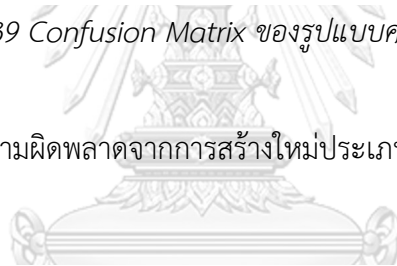 39 Confusion Matrix ของรูปแบบค
ามผิดพลาดจากการสร้างใหม่ประเภท